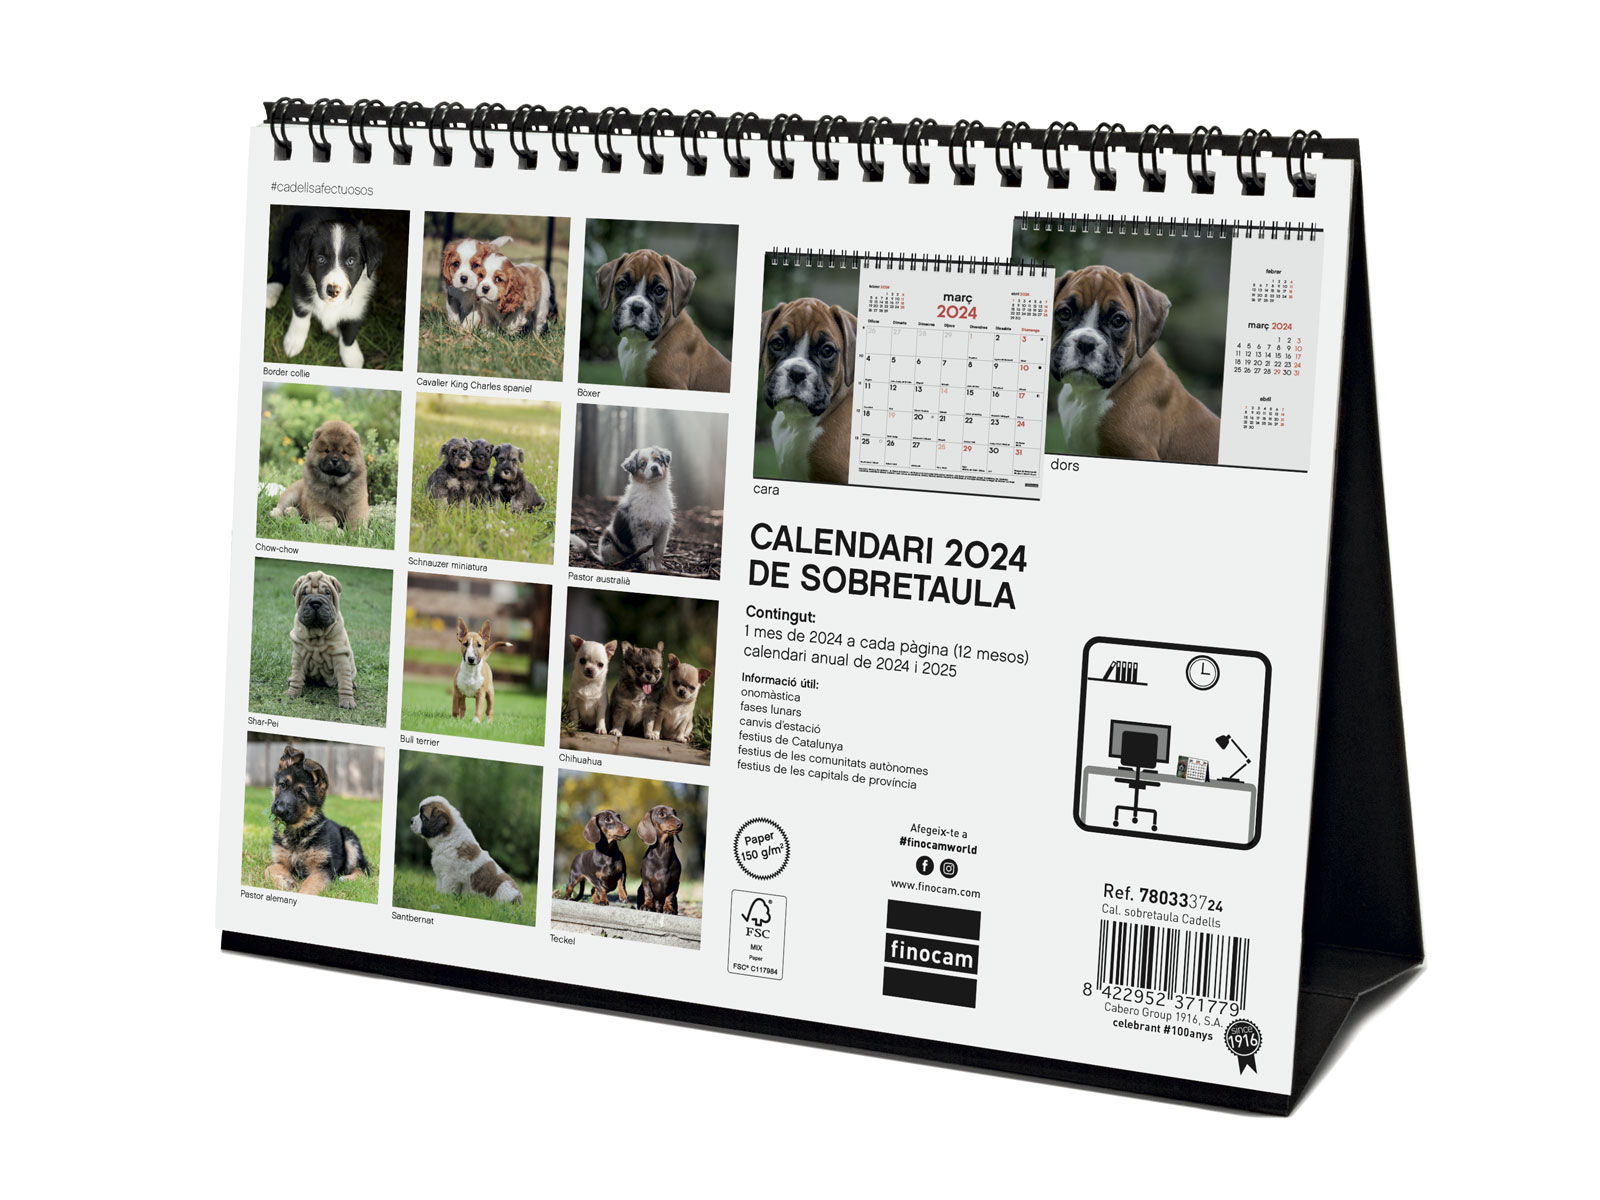 #cadellsafectuosos
Border collie
Cavalier King Charles spaniel
Bòxer
Chow-chow
Schnauzer miniatura
Pastor australià
Shar-Pei
Bull terrier
Chihuahua
Pastor alemany
Santbernat
Teckel
març
2024
febrer
març 2024
abril
cara
dors
CALENDARI 2024
DE SOBRETAULA
Contingut:
1 mes de 2024 a cada pàgina (12 mesos)
calendari anual de 2024 i 2025
Informació útil:
onomàstica
fases lunars
canvis d'estació
festius de Catalunya
festius de les comunitats autònomes
festius de les capitals de província
Paper
150 g/m²
FSC
MIX
Paper
FSC® C117984
Afegeix-te a
#finocamworld
www.finocam.com
finocam
Ref. 780333724
Cal. sobretaula Cadells
8 422952 371779
Cabero Group 1916, S.A.
celebrant #100anys
since
1916